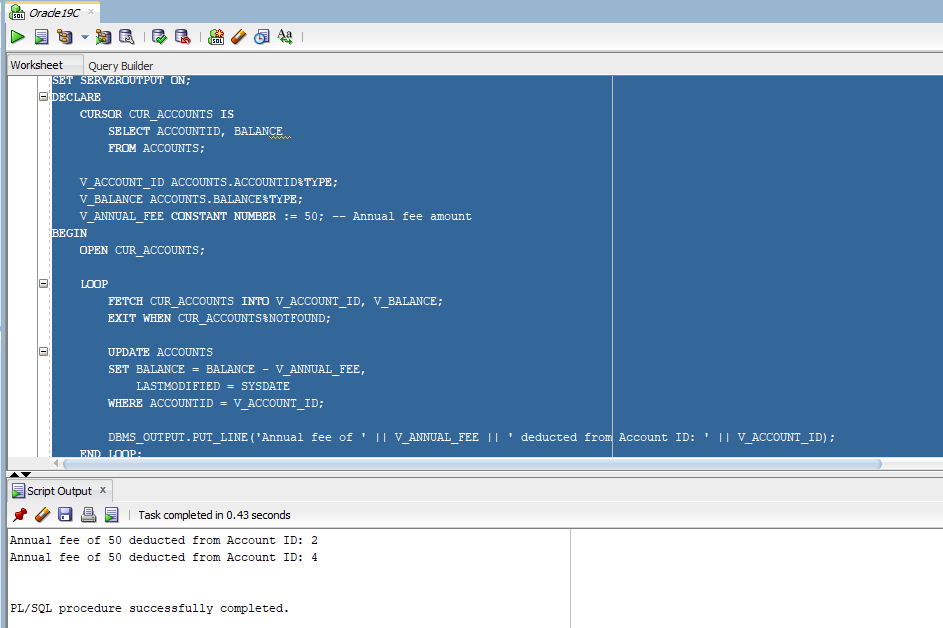 Oracle19C
Worksheet Query Builder
SET SERVEROUTPUT ON;
DECLARE
    CURSOR CUR_ACCOUNTS IS
        SELECT ACCOUNTID, BALANCE
        FROM ACCOUNTS;
    V_ACCOUNT_ID ACCOUNTS.ACCOUNTID%TYPE;
    V_BALANCE ACCOUNTS.BALANCE%TYPE;
    V_ANNUAL_FEE CONSTANT NUMBER := 50; -- Annual fee amount
BEGIN
    OPEN CUR_ACCOUNTS;
    LOOP
        FETCH CUR_ACCOUNTS INTO V_ACCOUNT_ID, V_BALANCE;
        EXIT WHEN CUR_ACCOUNTS%NOTFOUND;
        UPDATE ACCOUNTS
        SET BALANCE = BALANCE - V_ANNUAL_FEE,
            LASTMODIFIED = SYSDATE
        WHERE ACCOUNTID = V_ACCOUNT_ID;
        DBMS_OUTPUT.PUT_LINE('Annual fee of ' || V_ANNUAL_FEE || ' deducted from Account ID: ' || V_ACCOUNT_ID);
    END LOOP;
Script Output x
Task completed in 0.43 seconds
Annual fee of 50 deducted from Account ID: 2
Annual fee of 50 deducted from Account ID: 4
PL/SQL procedure successfully completed.